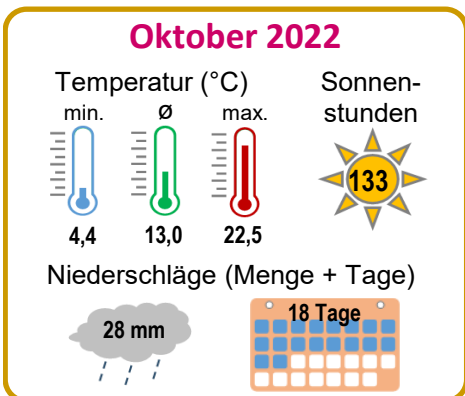 Oktober 2022
Temperatur (°C)
min. Ø max.
4,4 13,0 22,5
Sonnen-
stunden
133
Niederschläge (Menge + Tage)
28 mm
18 Tage